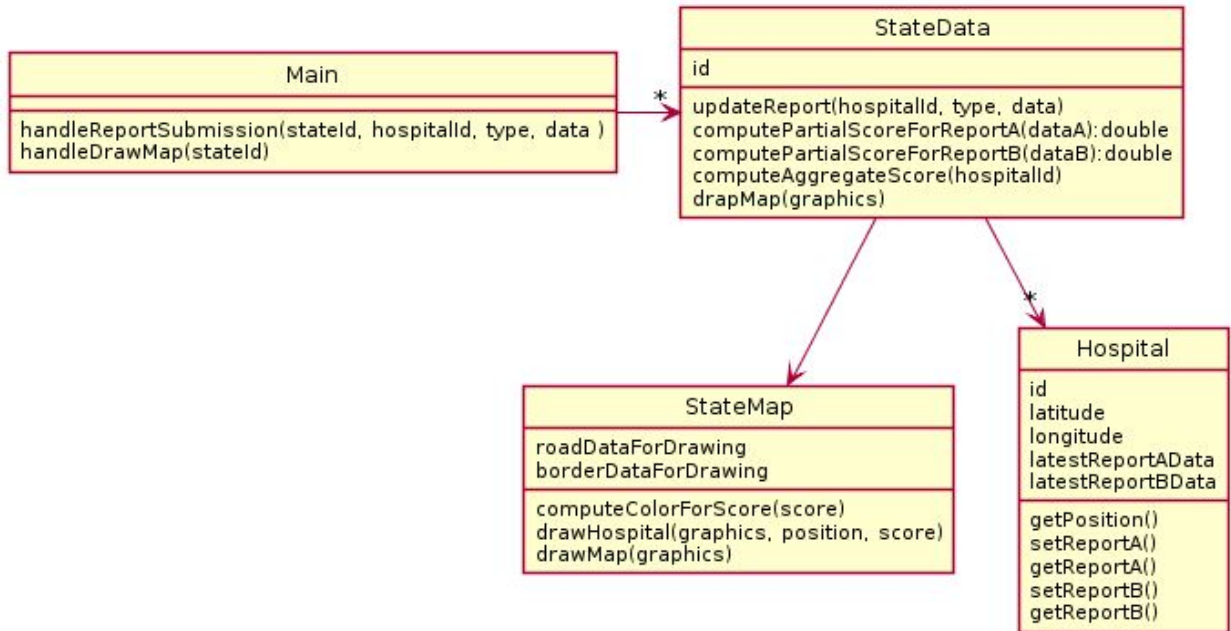 Main
handleReportSubmission(stateId, hospitalId, type, data )
handleDrawMap(stateId)
*
StateData
id
updateReport(hospitalId, type, data)
computePartialScoreForReportA(dataA):double
computePartialScoreForReportB(dataB):double
computeAggregateScore(hospitalId)
drapMap(graphics)
*
StateMap
roadDataForDrawing
borderDataForDrawing
computeColorForScore(score)
drawHospital(graphics, position, score)
drawMap(graphics)
Hospital
id
latitude
longitude
latestReportAData
latestReportBData
getPosition()
setReportA()
getReportA()
setReportB()
getReportB()